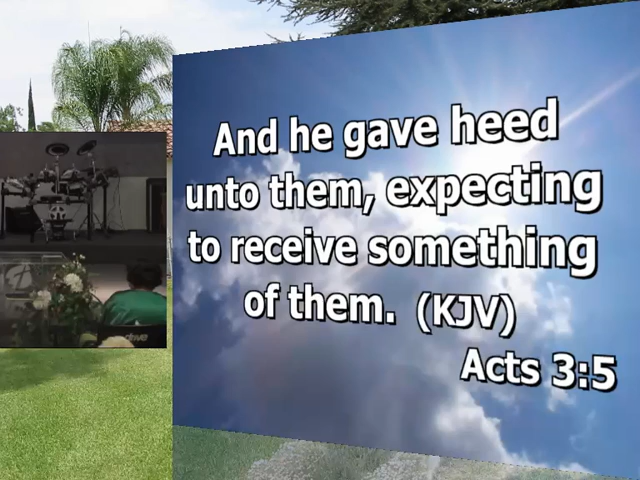 And he gave heed
unto them, expecting
to receive something
of them. (KJV)
Acts 3:5